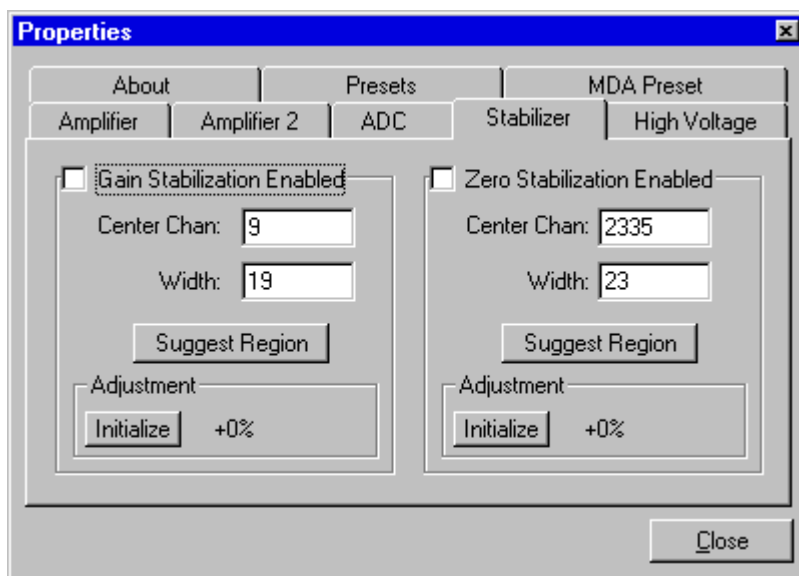 Properties
About Presets MDA Preset
Amplifier Amplifier 2 ADC Stabilizer High Voltage
Gain Stabilization Enabled
Center Chan: 9
Width: 19
Suggest Region
Adjustment
Initialize +0%
Zero Stabilization Enabled
Center Chan: 2335
Width: 23
Suggest Region
Adjustment
Initialize +0%
Close